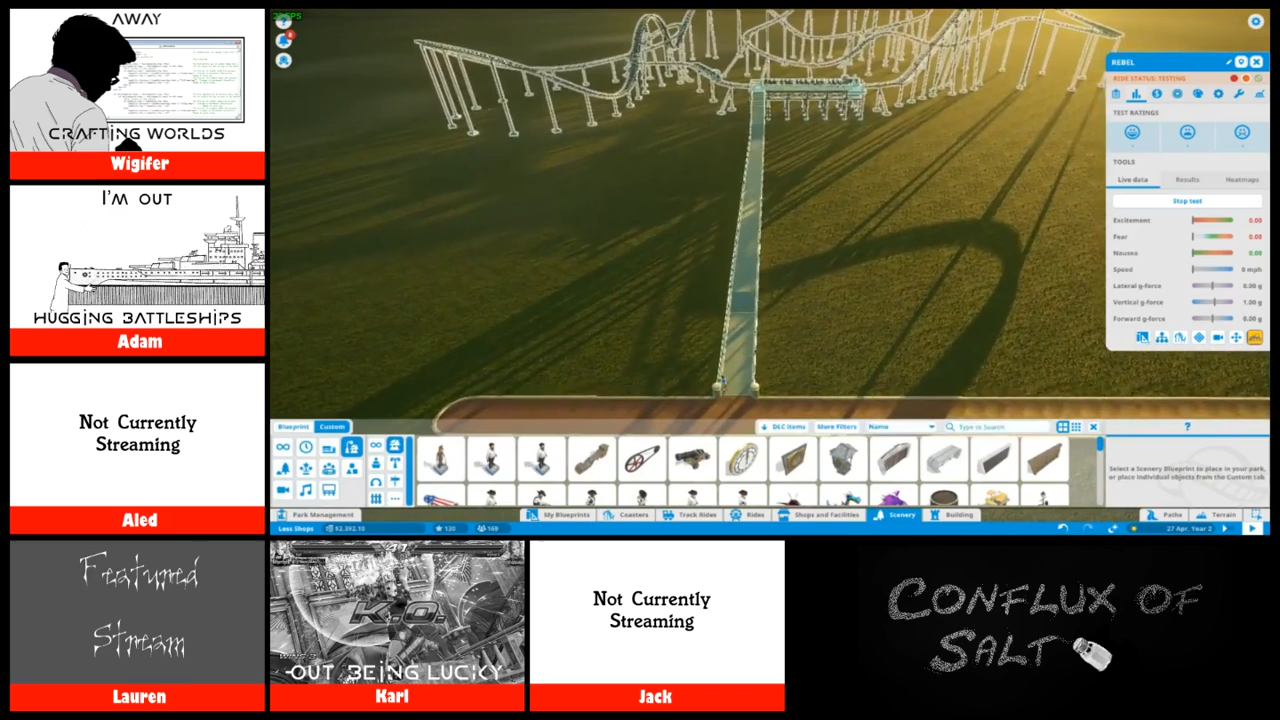 AWAY
CRAFTING WORLDS
Wigifer
I'M OUT
HUGGING BATTLESHIPS
Adam
Not Currently
Streaming
Aled
Featured
Stream
Lauren
K.O.
OUT BEING LUCKY
Karl
Not Currently
Streaming
Jack
CONFLUX OF
SALT
REBEL
RIDE STATUS: TESTING
TEST RATINGS
TOOLS
Live data Results Heatmaps
Stop test
Excitement 0.00
Fear 0.00
Nausea 0.00
Speed 0 mph
Lateral g-force 0.00 g
Vertical g-force 1.00 g
Forward g-force 0.00 g
Blueprint Custom DLC Items More Filters Name Type to Search
?
Select a Scenery Blueprint to place in your park,
or place individual objects from the Custom tab.
Park Management My Blueprints Coasters Track Rides Rides Shops and Facilities Scenery Building Paths Terrain
Less Shops $2,392.10 120 169 27 Apr, Year 2